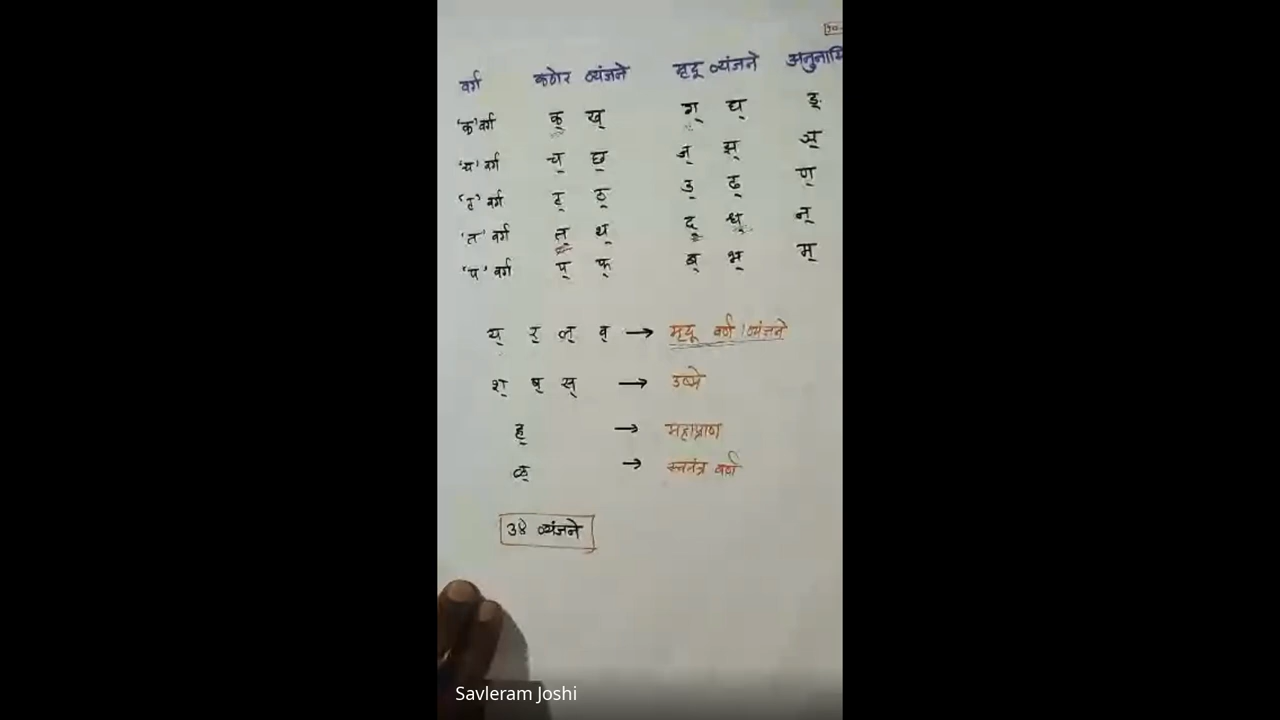 वर्ग कठोर व्यंजने मृदू व्यंजने
'क' वर्ग क् ख् ग् घ् ङ्
'च' वर्ग च् छ् ज् झ् ञ्
'ट' वर्ग ट् ठ् ड् ढ् ण्
'त' वर्ग त् थ् द् ध् न्
'प' वर्ग प् फ् ब् भ् म्
य् र् ल् व् → मृदू वर्ण / व्यंजने
श् ष् स् → उष्मे
ह् → महाप्राण
ळ् → स्वतंत्र वर्ण
३४ व्यंजने
Savleram Joshi